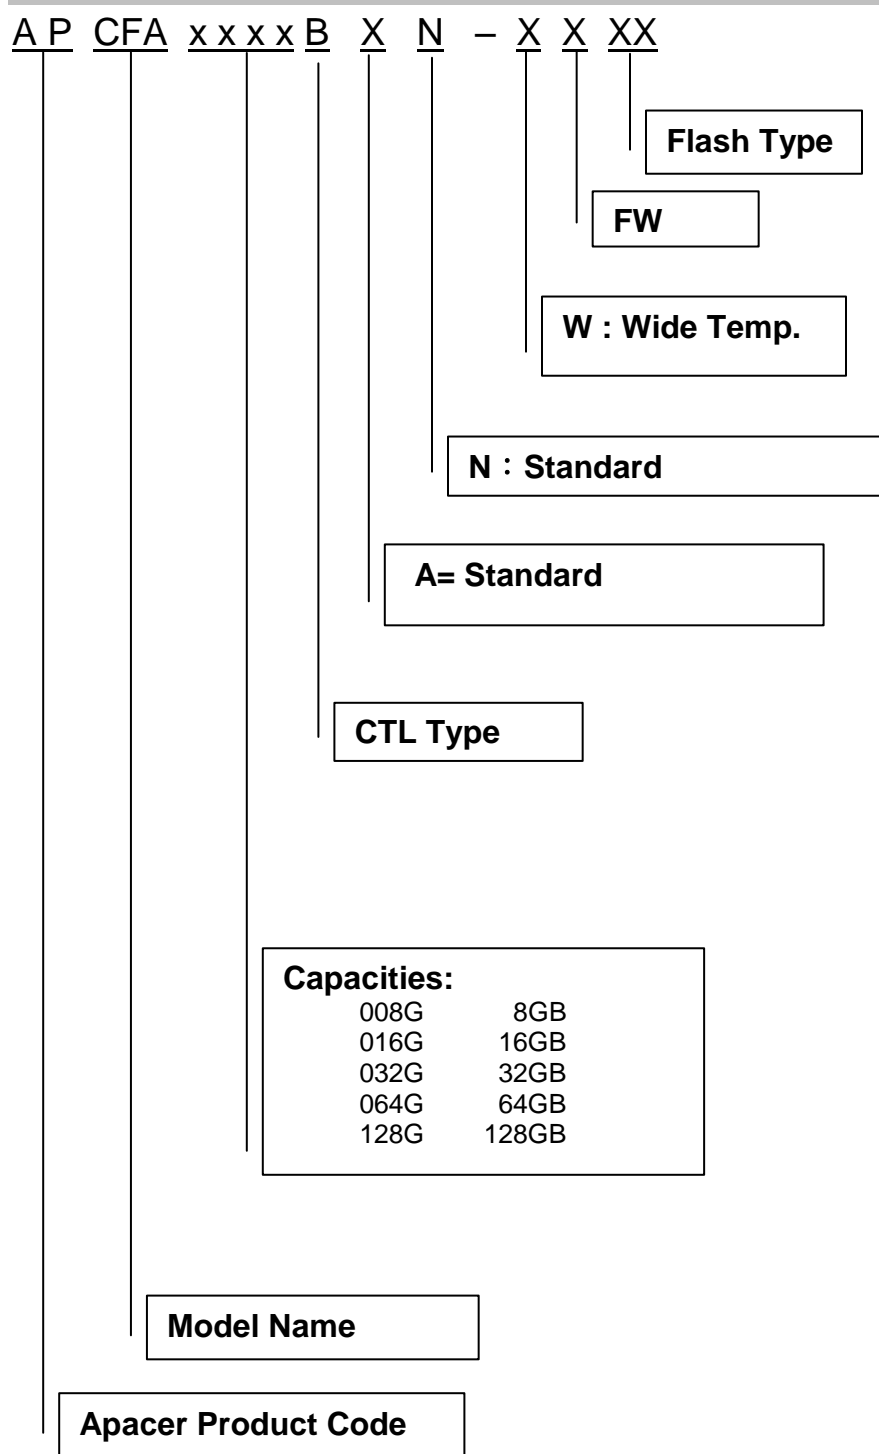 A P CFA x x x x B X N – X X XX
Flash Type
FW
W : Wide Temp.
N：Standard
A= Standard
CTL Type
Capacities:
008G 8GB
016G 16GB
032G 32GB
064G 64GB
128G 128GB
Model Name
Apacer Product Code